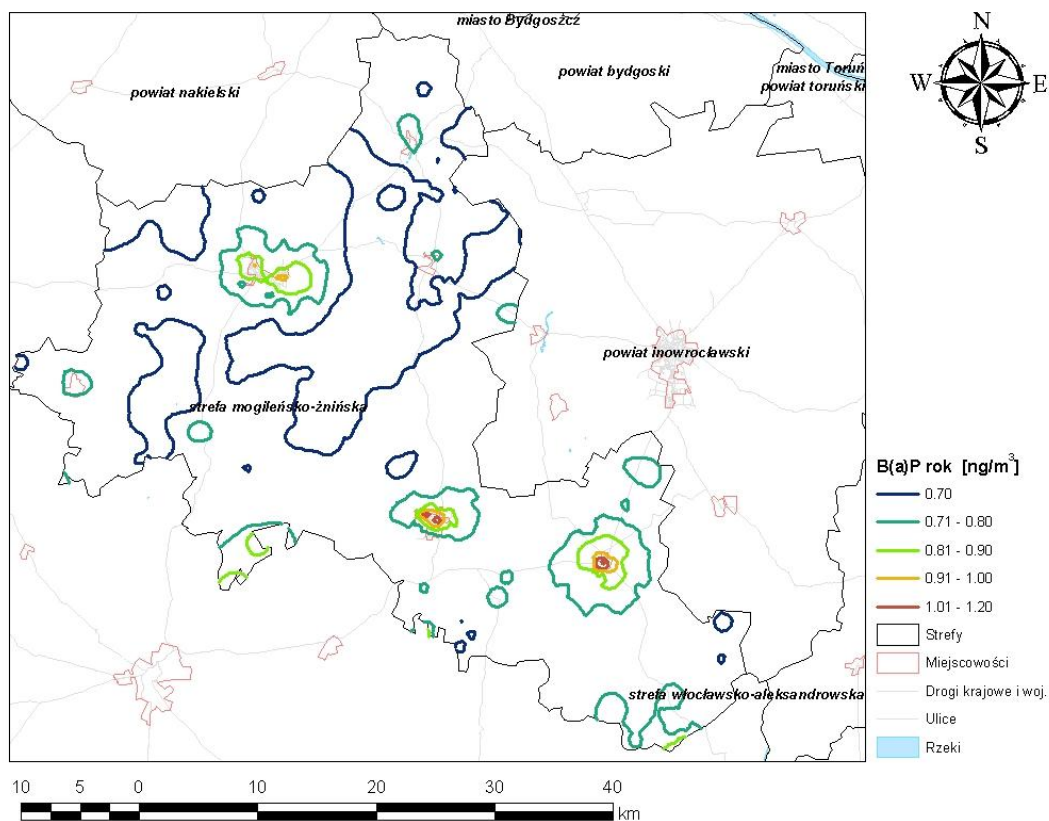 miasto Bydgoszcz
N
powiat bydgoski
miasto Toruń
powiat toruński
powiat nakielski
W
E
S
powiat inowrocławski
strefa mogileńsko-żnińska
strefa włocławsko-aleksandrowska
B(a)P rok [ng/m³]
0.70
0.71 - 0.80
0.81 - 0.90
0.91 - 1.00
1.01 - 1.20
Strefy
Miejscowości
Drogi krajowe i woj.
Ulice
Rzeki
10 5 0 10 20 30 40
km